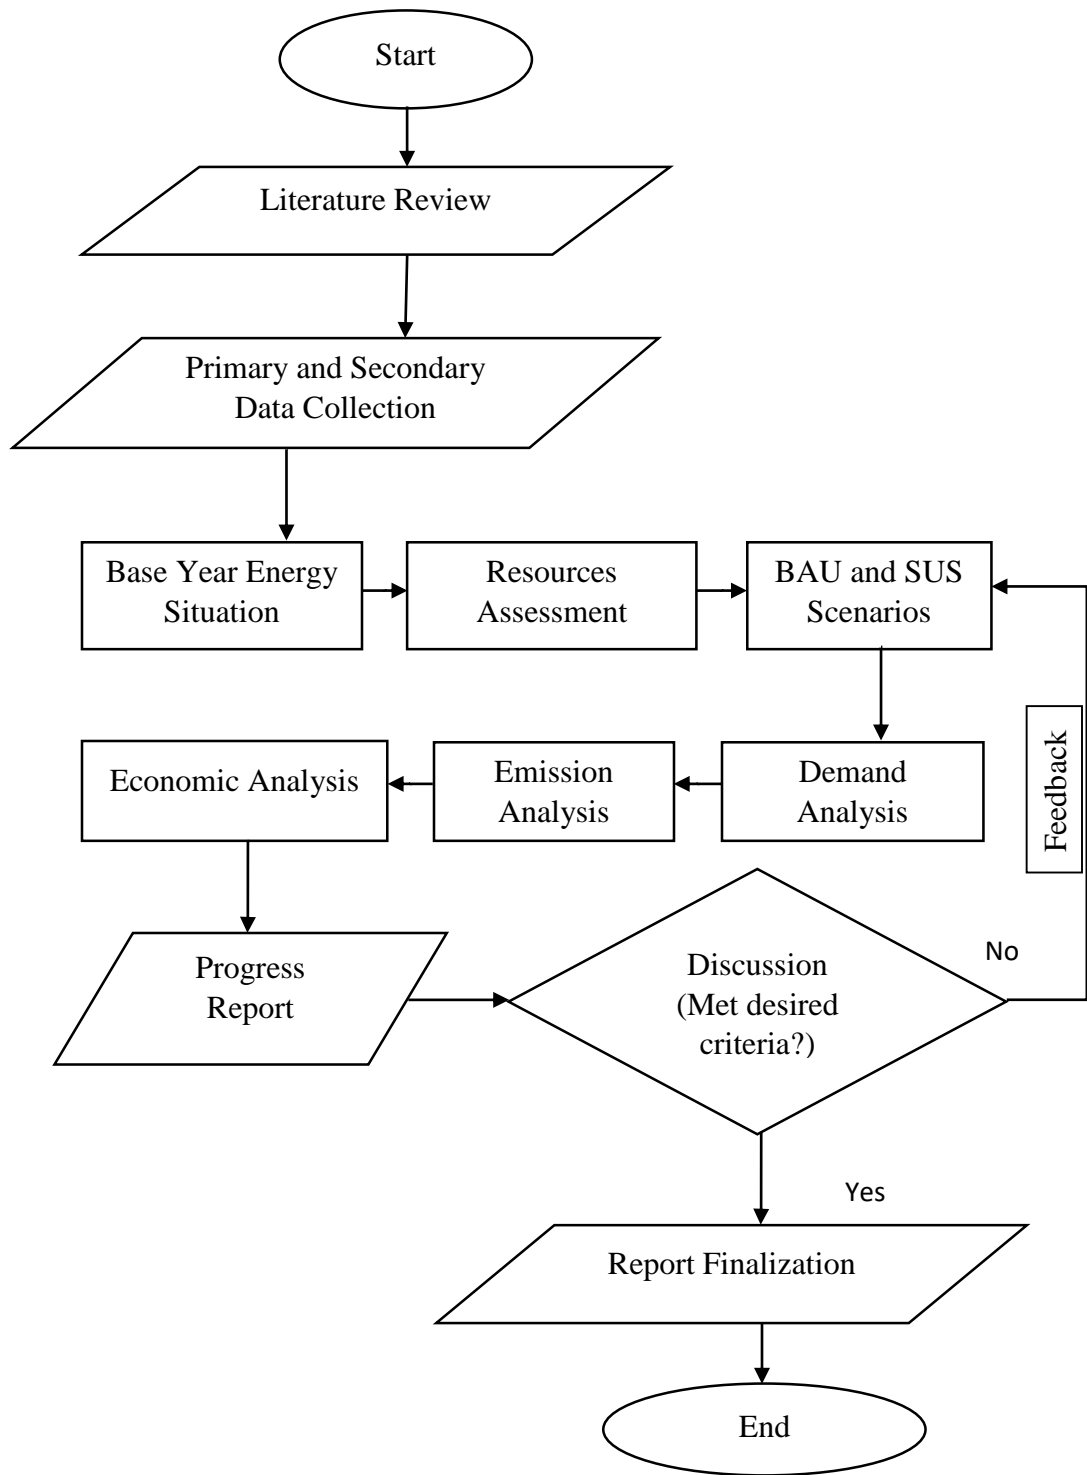 Start
Literature Review
Primary and Secondary
Data Collection
Base Year Energy
Situation
Resources
Assessment
BAU and SUS
Scenarios
Economic Analysis
Emission
Analysis
Demand
Analysis
Feedback
Progress
Report
Discussion
(Met desired
criteria?)
No
Yes
Report Finalization
End